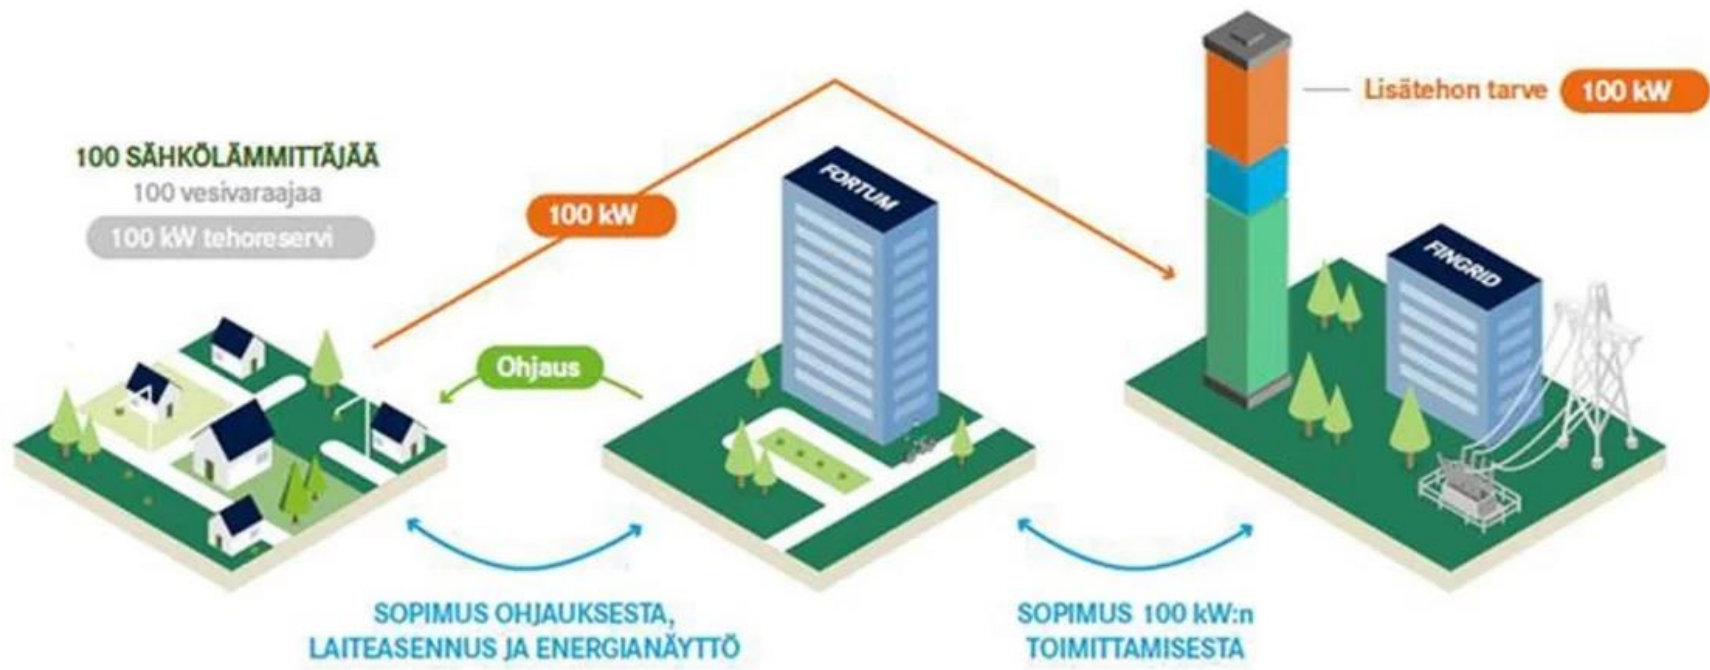 100 SÄHKÖLÄMMITTÄJÄÄ
100 vesivaraajaa
100 kW tehoreservi
100 kW
Ohjaus
FORTUM
Lisätehon tarve 100 kW
FINGRID
SOPIMUS OHJAUKSESTA,
LAITEASENNUS JA ENERGIANÄYTTÖ
SOPIMUS 100 kW:n
TOIMITTAMISESTA